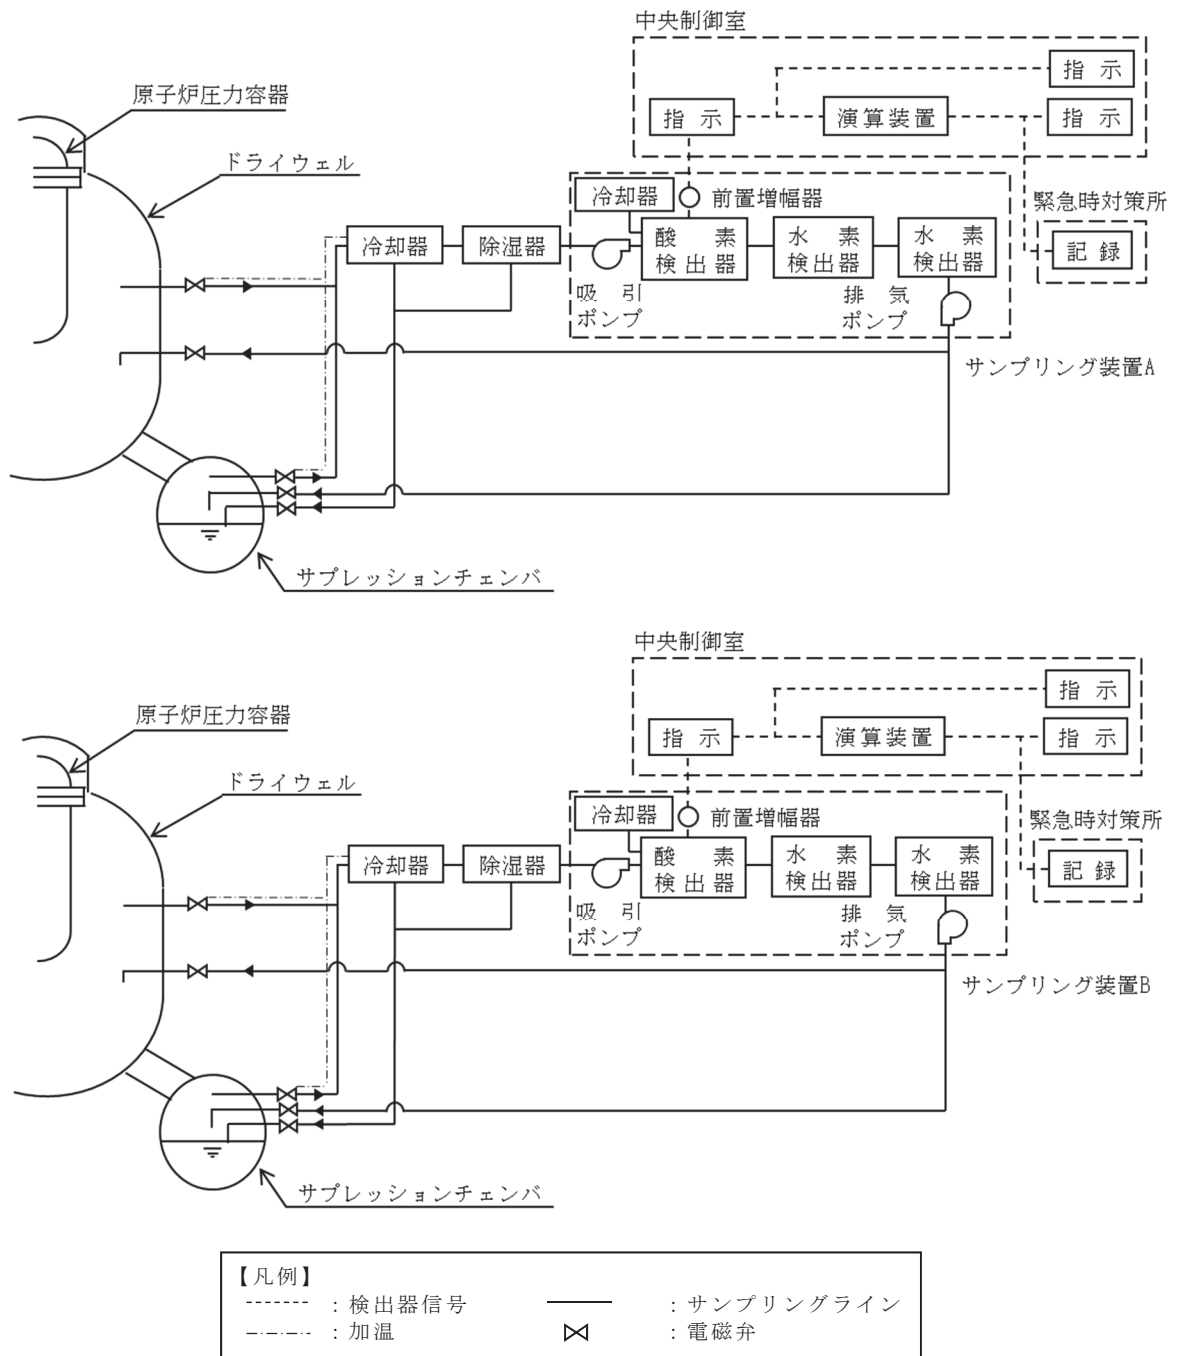 中央制御室
指示
原子炉圧力容器
指示
演算装置
指示
ドライウェル
冷却器
前置増幅器
緊急時対策所
冷却器
除湿器
酸素
検出器
水素
検出器
水素
検出器
記録
吸引
ポンプ
排気
ポンプ
サンプリング装置A
サプレッションチェンバ
中央制御室
指示
原子炉圧力容器
指示
演算装置
指示
ドライウェル
冷却器
前置増幅器
緊急時対策所
冷却器
除湿器
酸素
検出器
水素
検出器
水素
検出器
記録
吸引
ポンプ
排気
ポンプ
サンプリング装置B
サプレッションチェンバ
【凡例】
:検出器信号
:サンプリングライン
:加温
:電磁弁